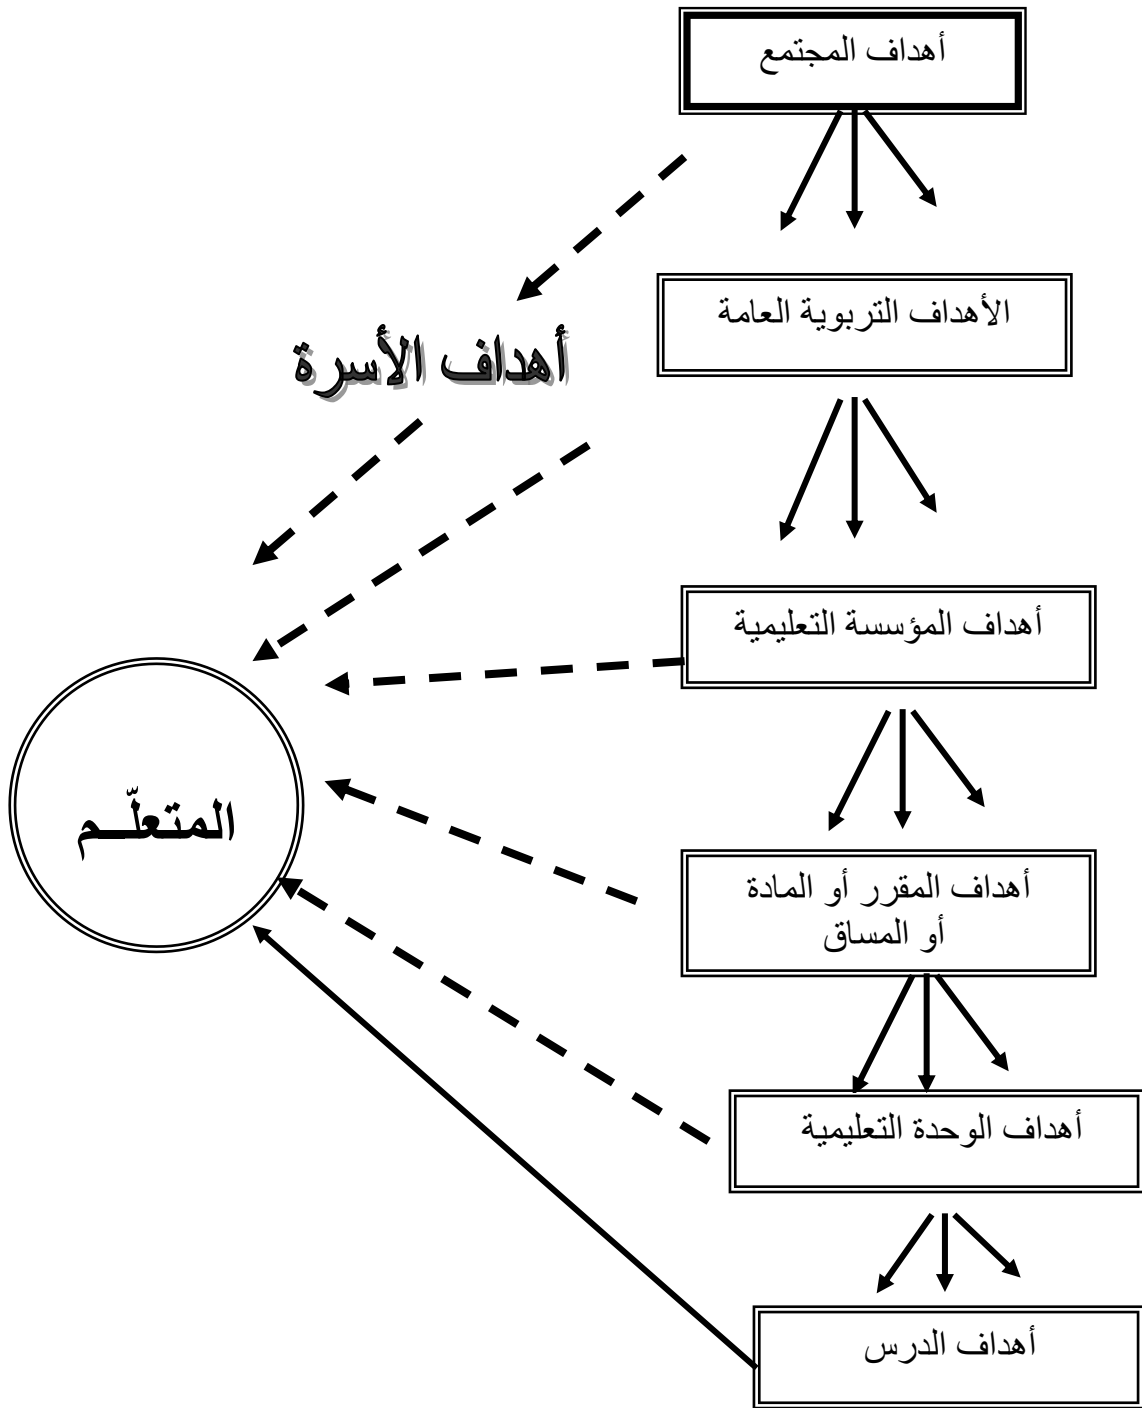 أهداف المجتمع
الأهداف التربوية العامة
أهداف الأسرة
أهداف المؤسسة التعليمية
المتعلّــم
أهداف المقرر أو المادة
أو المساق
أهداف الوحدة التعليمية
أهداف الدرس